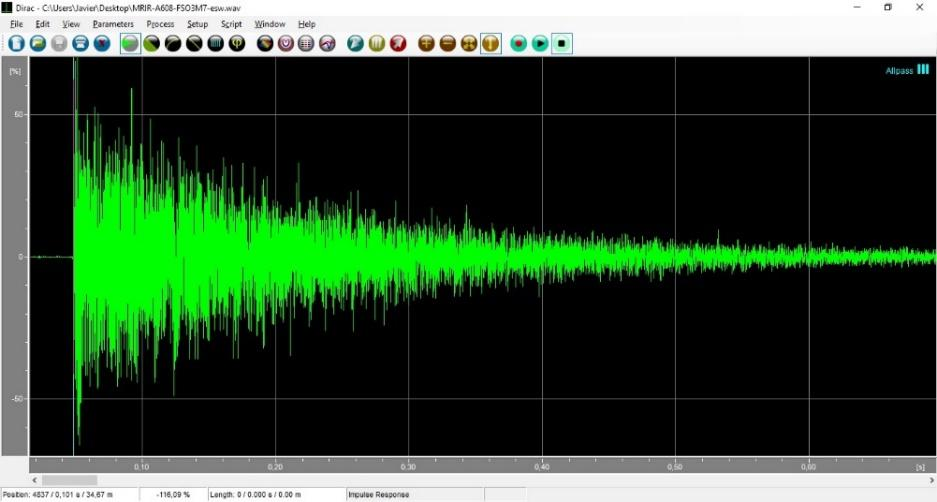 Dirac - C:\Users\Javier\Desktop\MRIR-A608-FSO3M7-esw.wav
File Edit View Parameters Process Setup Script Window Help
[%]
Allpass
50
0
-50
0,10 0,20 0,30 0,40 0,50 0,60 [s]
Position: 4837 / 0,101 s / 34,67 m -116,09 % Length: 0 / 0.000 s / 0.00 m Impulse Response